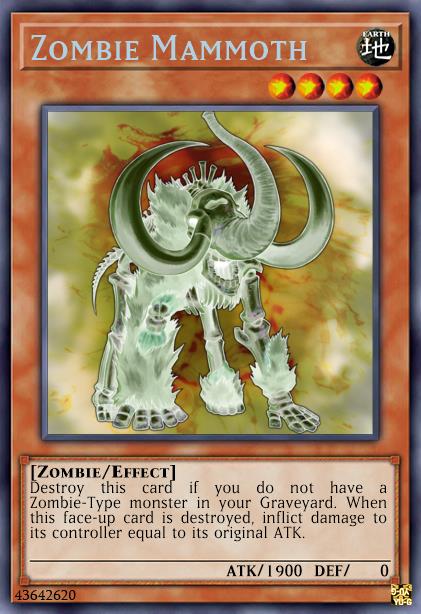 Zombie Mammoth
EARTH
地
[Zombie/Effect]
Destroy this card if you do not have a
Zombie-Type monster in your Graveyard. When
this face-up card is destroyed, inflict damage to
its controller equal to its original ATK.
ATK/1900 DEF/ 0
43642620